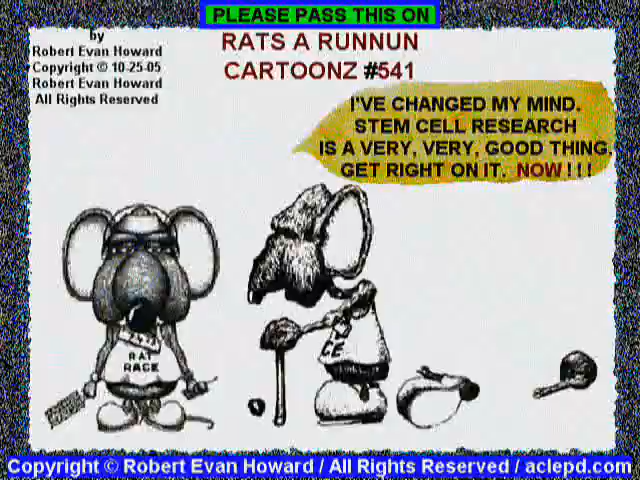 PLEASE PASS THIS ON
by
Robert Evan Howard
Copyright © 10-25-05
Robert Evan Howard
All Rights Reserved
RATS A RUNNUN
CARTOONZ #541
I'VE CHANGED MY MIND.
STEM CELL RESEARCH
IS A VERY, VERY, GOOD THING.
GET RIGHT ON IT. NOW ! ! !
RAT
RACE
CE
Copyright © Robert Evan Howard / All Rights Reserved / aclepd.com